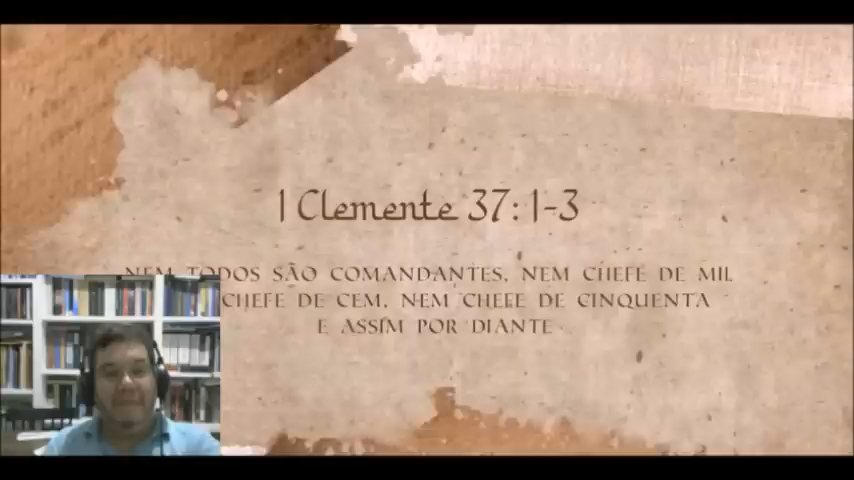 1 Clemente 37:1-3
NEM TODOS SÃO COMANDANTES, NEM CHEFE DE MIL
CHEFE DE CEM, NEM CHEFE DE CINQUENTA
E ASSIM POR DIANTE